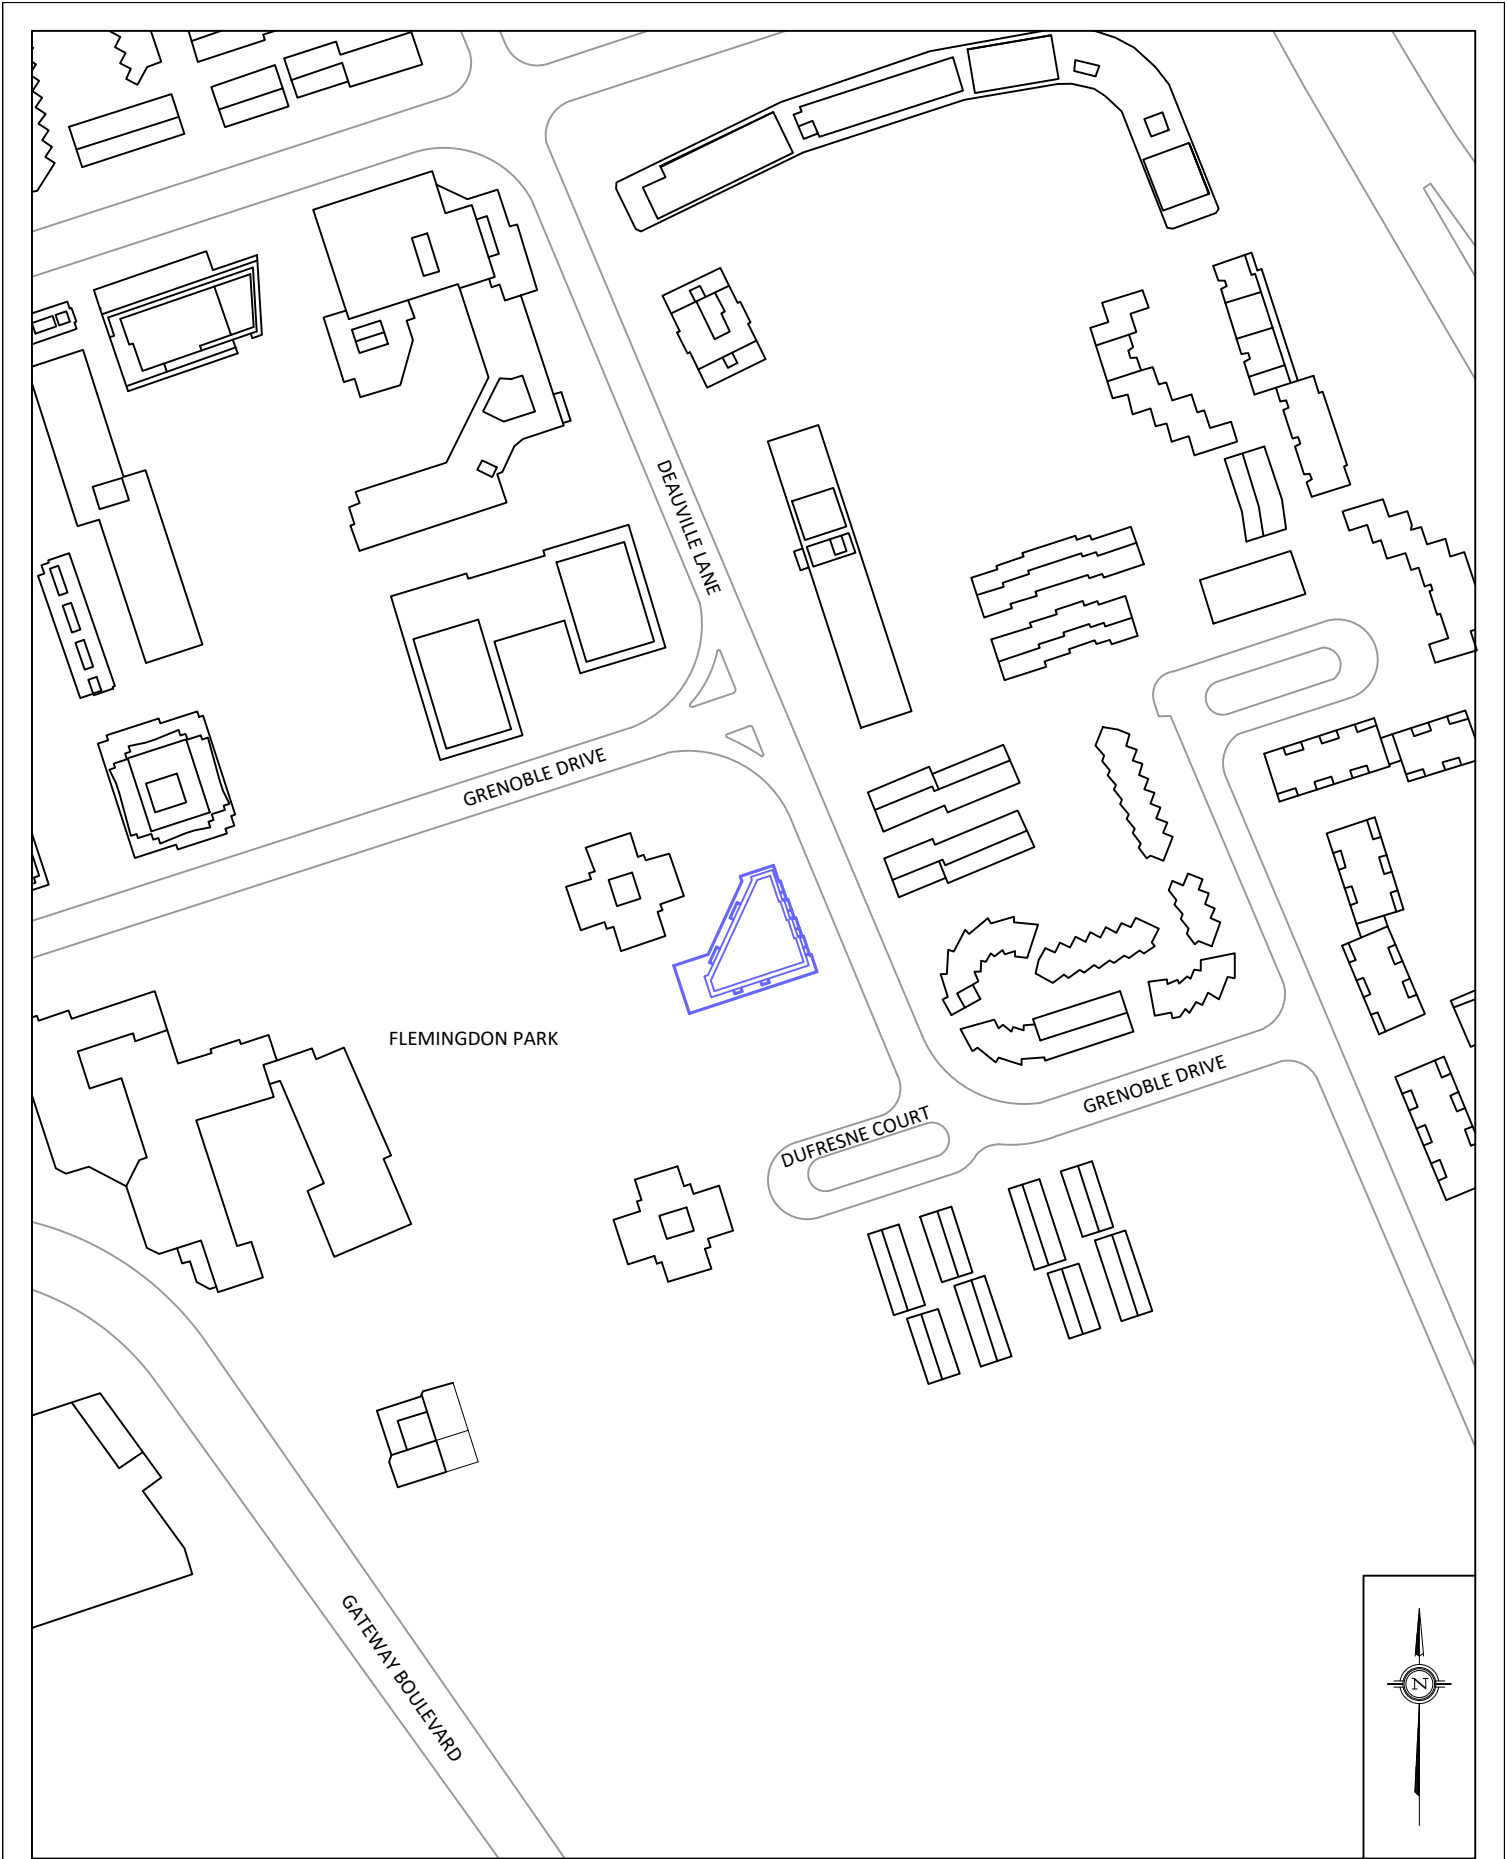 DEAUVILLE LANE
GRENOBLE DRIVE
FLEMINGDON PARK
GRENOBLE DRIVE
DUFRESNE COURT
GATEWAY BOULEVARD
N